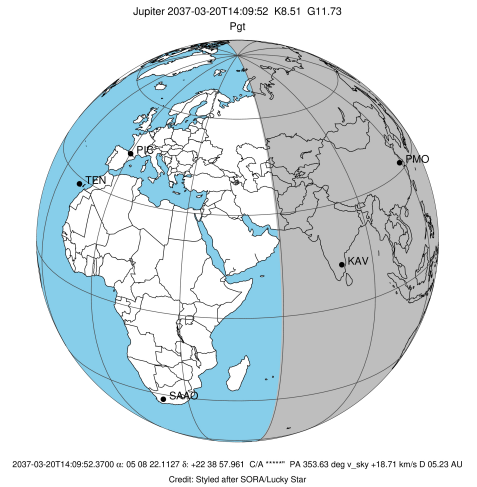 Jupiter 2037-03-20T14:09:52 K8.51 G11.73
Pgt
PIC
TEN
PMO
KAV
SAAO
2037-03-20T14:09:52.3700 α: 05 08 22.1127 δ: +22 38 57.961 C/A *****" PA 353.63 deg v_sky +18.71 km/s D 05.23 AU
Credit: Styled after SORA/Lucky Star